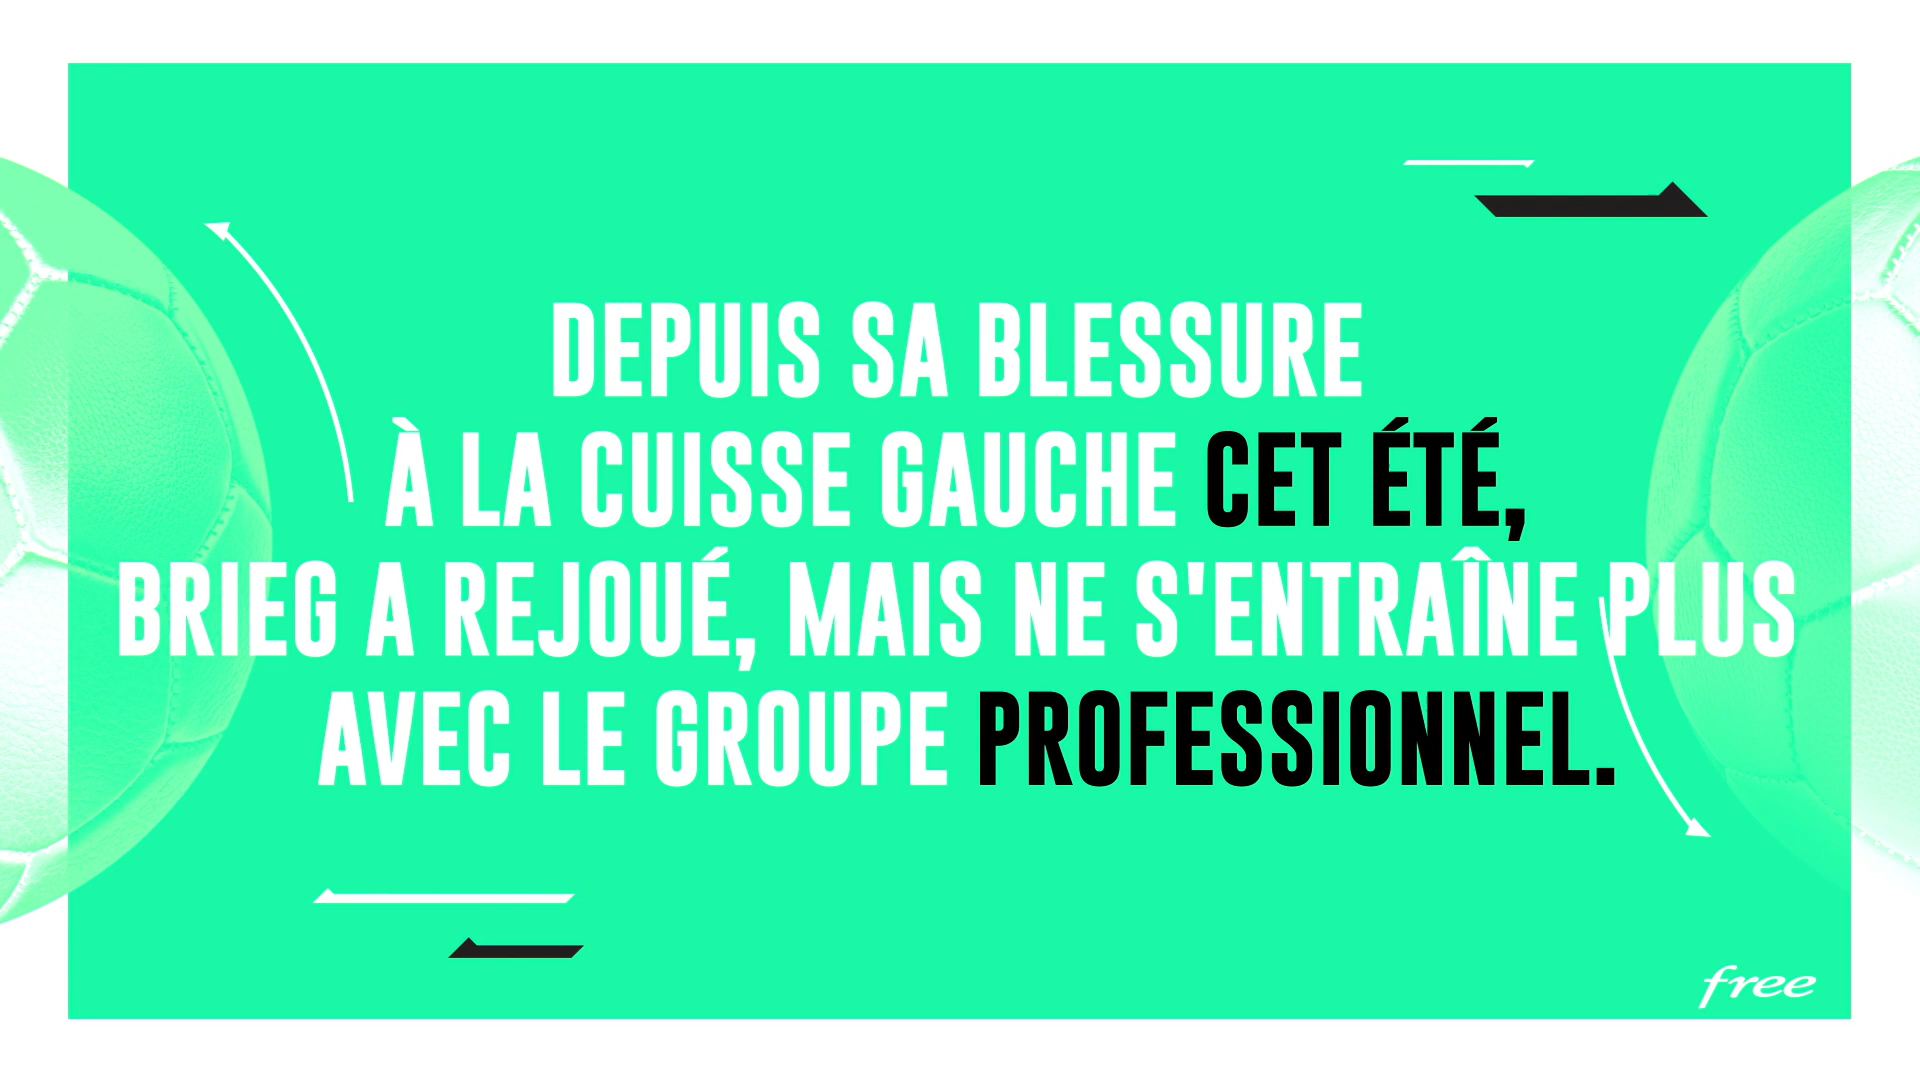 DEPUIS SA BLESSURE
À LA CUISSE GAUCHE CET ÉTÉ,
BRIEG A REJOUÉ, MAIS NE S'ENTRAÎNE PLUS
AVEC LE GROUPE PROFESSIONNEL.
free